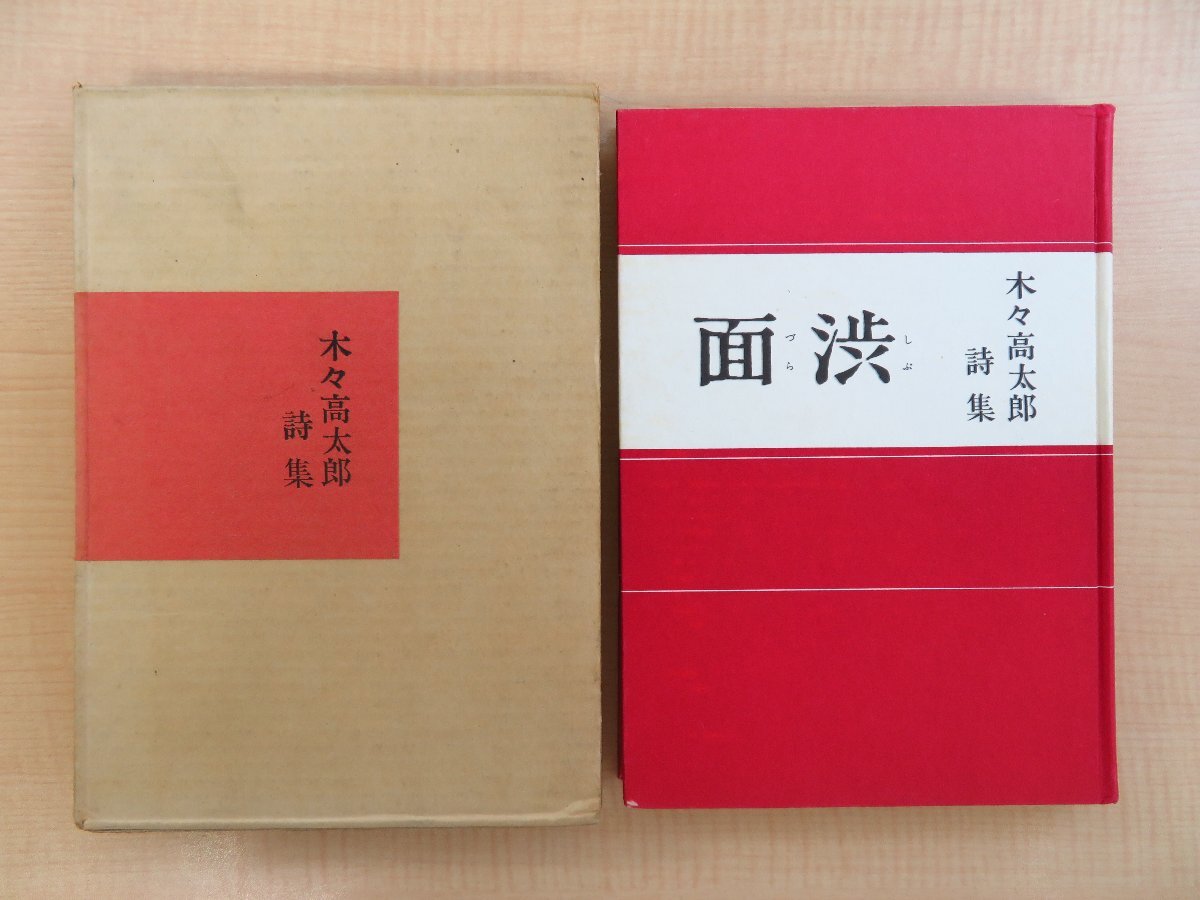 木々高太郎
詩集
木々高太郎
詩集
渋面
しぶ
づら